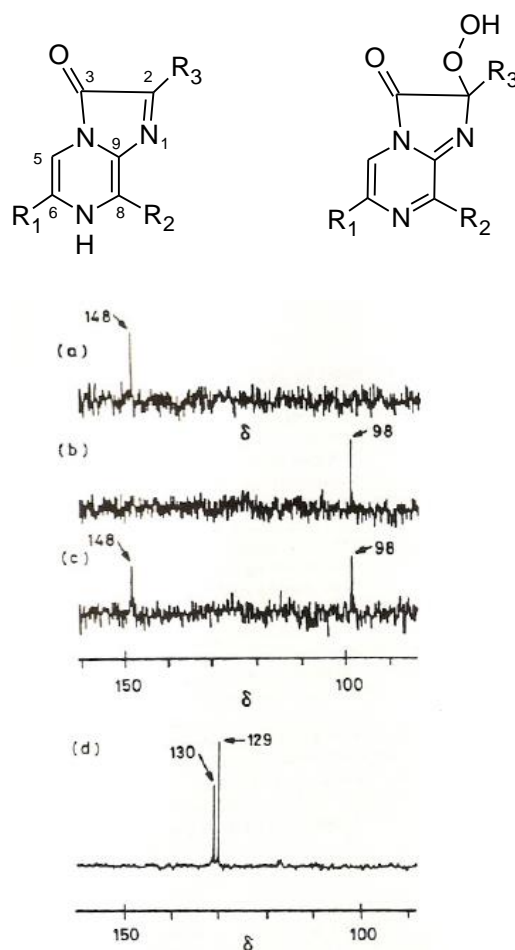 OH
O
O 3 2 R3
O R3
N 9 N1
N N
5
R1 6 N 8 R2
H
R1 N R2
148
(a)
δ
98
(b)
148
98
(c)
150 100
δ
(d)
130 129
150 100
δ